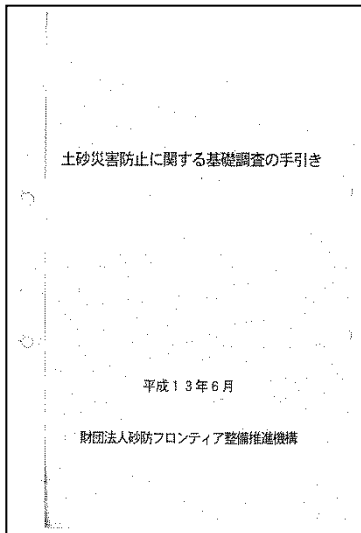 土砂災害防止に関する基礎調査の手引き
平成13年6月
財団法人砂防フロンティア整備推進機構